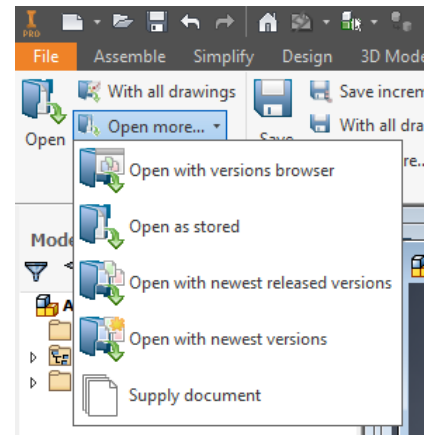 PRO
File Assemble Simplify Design 3D Mode
Open With all drawings Save increm
Open more... With all dra
Open with versions browser
Open as stored
Mode
Open with newest released versions
Open with newest versions
Supply document